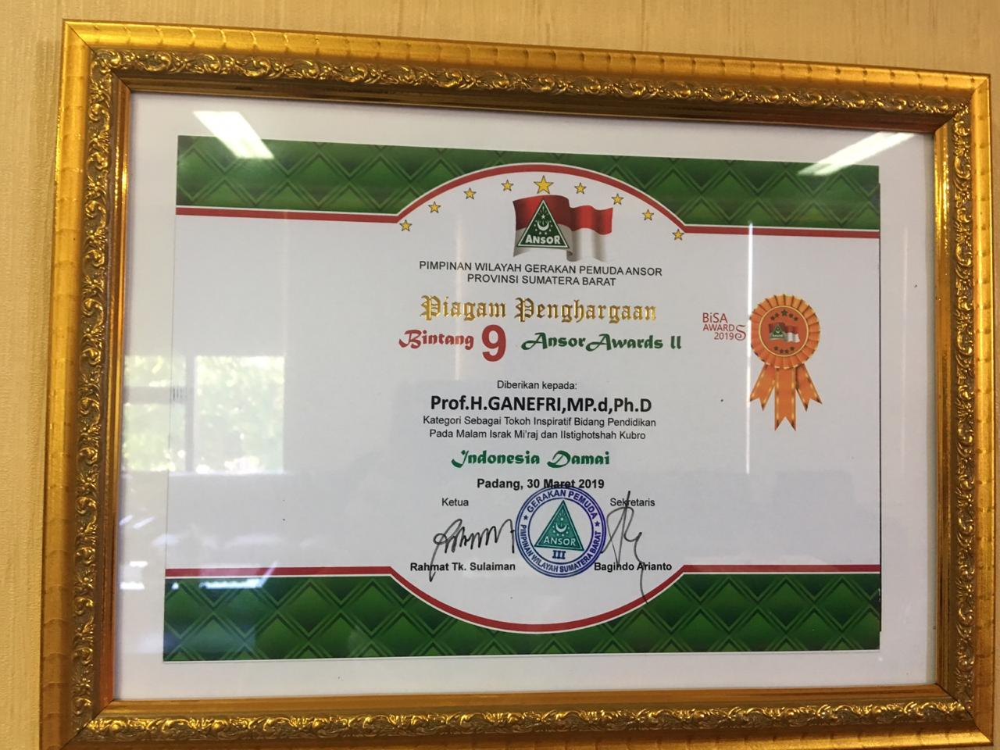 ANSOR
PIMPINAN WILAYAH GERAKAN PEMUDA ANSOR
PROVINSI SUMATERA BARAT
Piagam Penghargaan
Bintang 9 Ansor Awards II
BiSA
AWARDS
2019
Diberikan kepada:
Prof.H.GANEFRI,MP.d,Ph.D
Kategori Sebagai Tokoh Inspiratif Bidang Pendidikan
Pada Malam Israk Mi'raj dan IIstighotshah Kubro
Indonesia Damai
Padang, 30 Maret 2019
Ketua
Sekretaris
GERAKAN PEMUDA
ANSOR
III
PIMPINAN WILAYAH SUMATERA BARAT
Rahmat Tk. Sulaiman
Bagindo Arianto